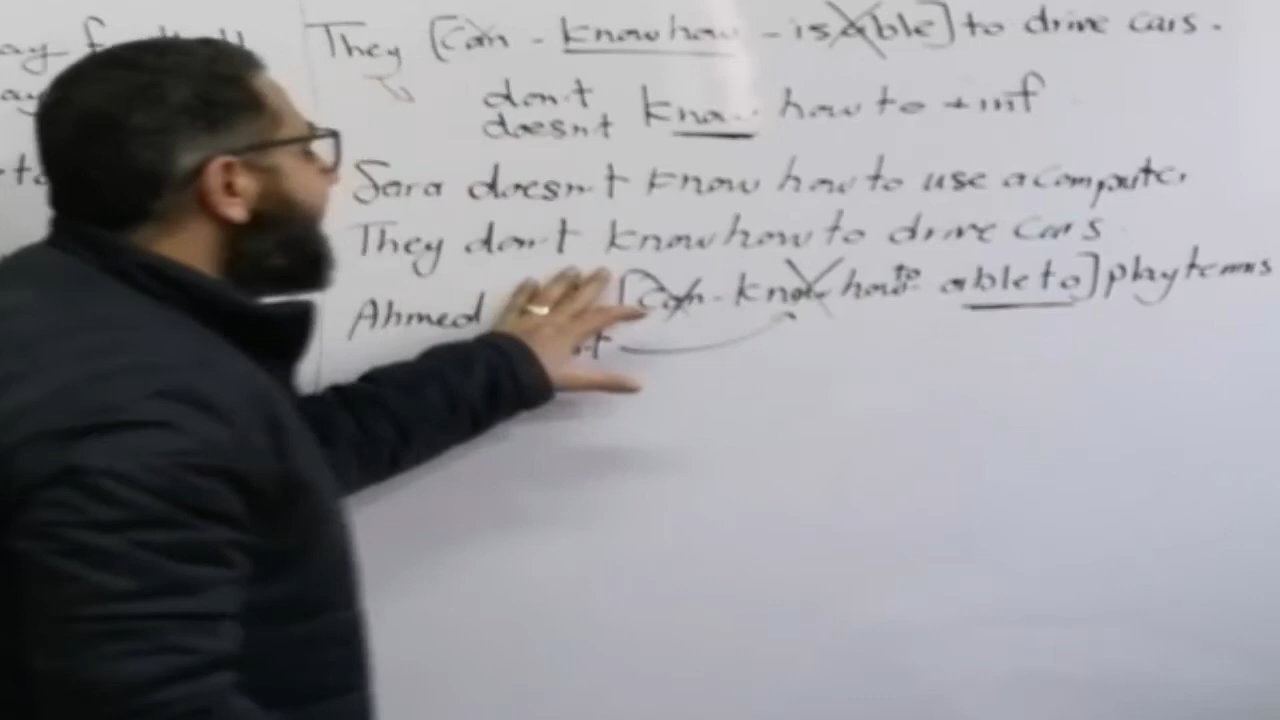 They [can - know how - is able] to drive cars.
don't
doesn't know how to + inf
Sara doesn't know how to use a computer
They don't know how to drive cars.
Ahmed [can - know how to able to] play tennis